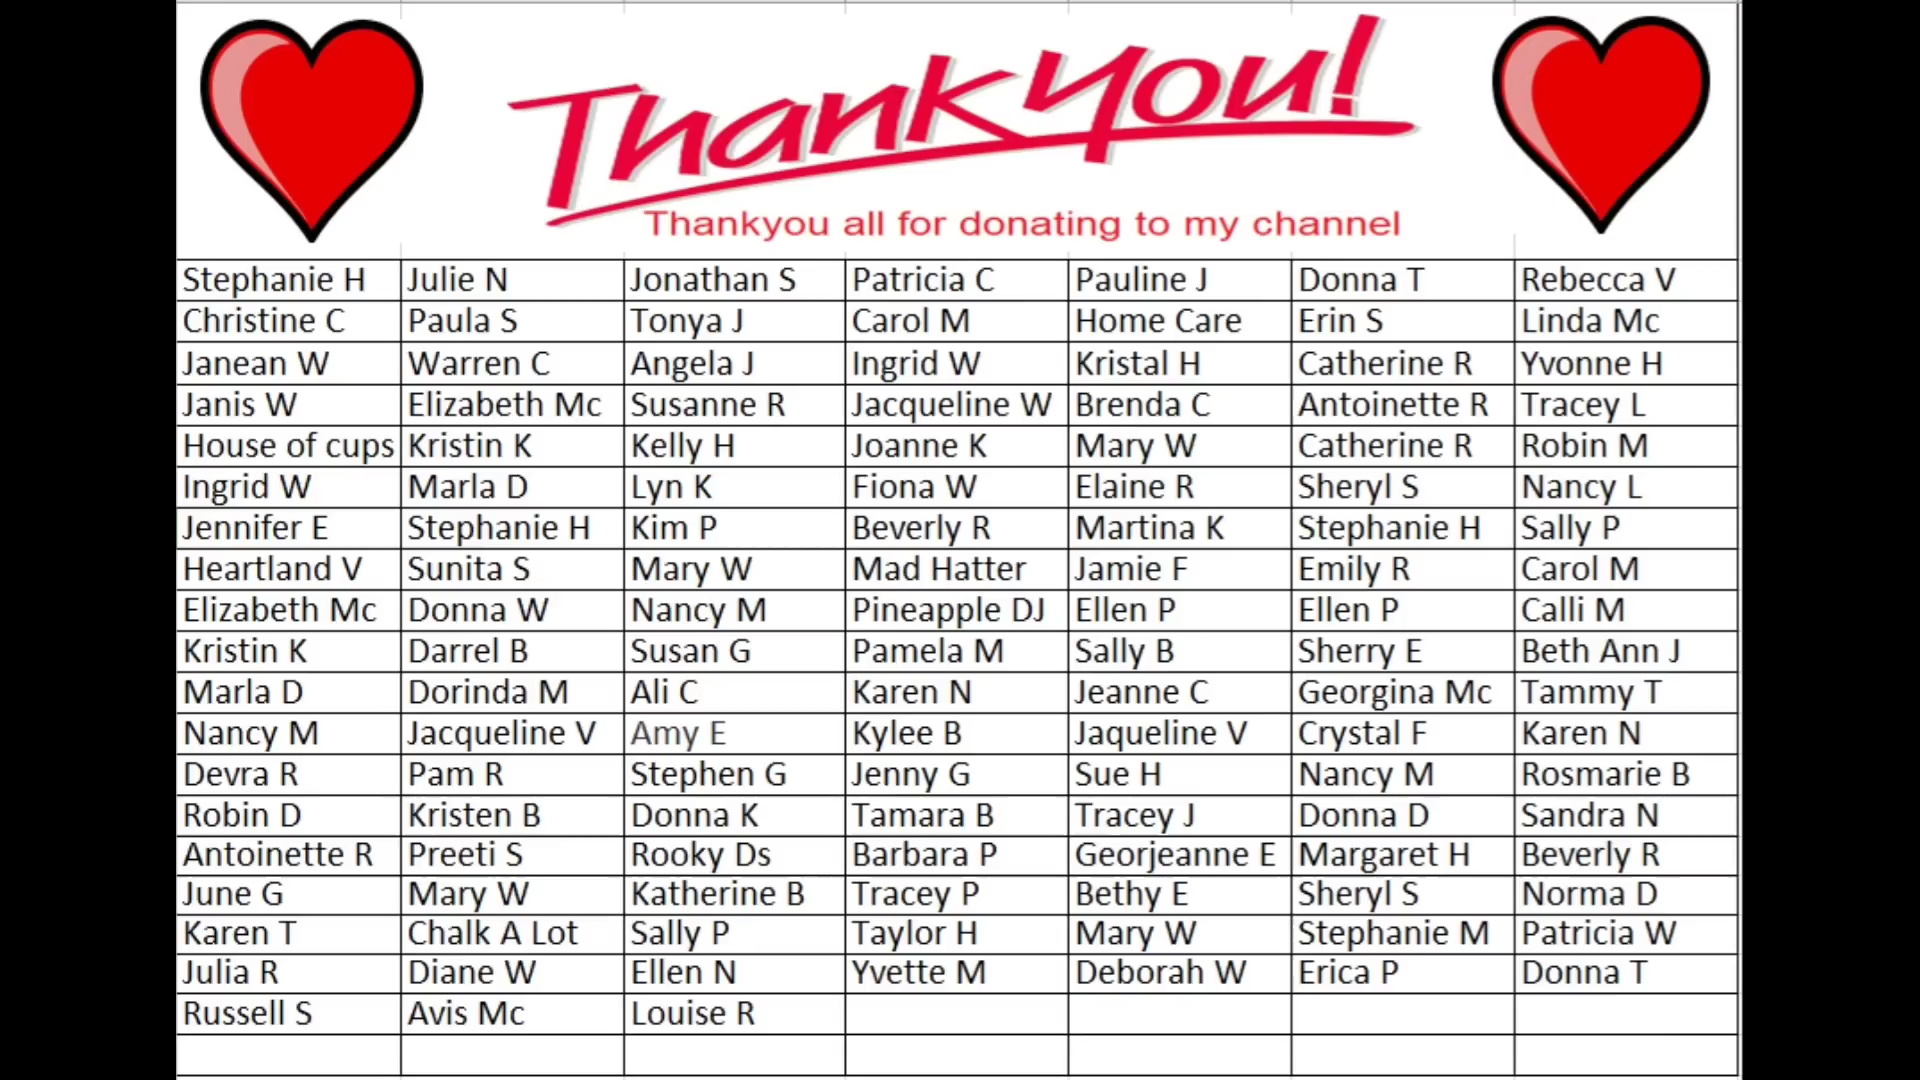 Thank You!
Thankyou all for donating to my channel
Stephanie H Julie N Jonathan S Patricia C Pauline J Donna T Rebecca V
Christine C Paula S Tonya J Carol M Home Care Erin S Linda Mc
Janean W Warren C Angela J Ingrid W Kristal H Catherine R Yvonne H
Janis W Elizabeth Mc Susanne R Jacqueline W Brenda C Antoinette R Tracey L
House of cups Kristin K Kelly H Joanne K Mary W Catherine R Robin M
Ingrid W Marla D Lyn K Fiona W Elaine R Sheryl S Nancy L
Jennifer E Stephanie H Kim P Beverly R Martina K Stephanie H Sally P
Heartland V Sunita S Mary W Mad Hatter Jamie F Emily R Carol M
Elizabeth Mc Donna W Nancy M Pineapple DJ Ellen P Ellen P Calli M
Kristin K Darrel B Susan G Pamela M Sally B Sherry E Beth Ann J
Marla D Dorinda M Ali C Karen N Jeanne C Georgina Mc Tammy T
Nancy M Jacqueline V Amy E Kylee B Jaqueline V Crystal F Karen N
Devra R Pam R Stephen G Jenny G Sue H Nancy M Rosmarie B
Robin D Kristen B Donna K Tamara B Tracey J Donna D Sandra N
Antoinette R Preeti S Rooky Ds Barbara P Georjeanne E Margaret H Beverly R
June G Mary W Katherine B Tracey P Bethy E Sheryl S Norma D
Karen T Chalk A Lot Sally P Taylor H Mary W Stephanie M Patricia W
Julia R Diane W Ellen N Yvette M Deborah W Erica P Donna T
Russell S Avis Mc Louise R